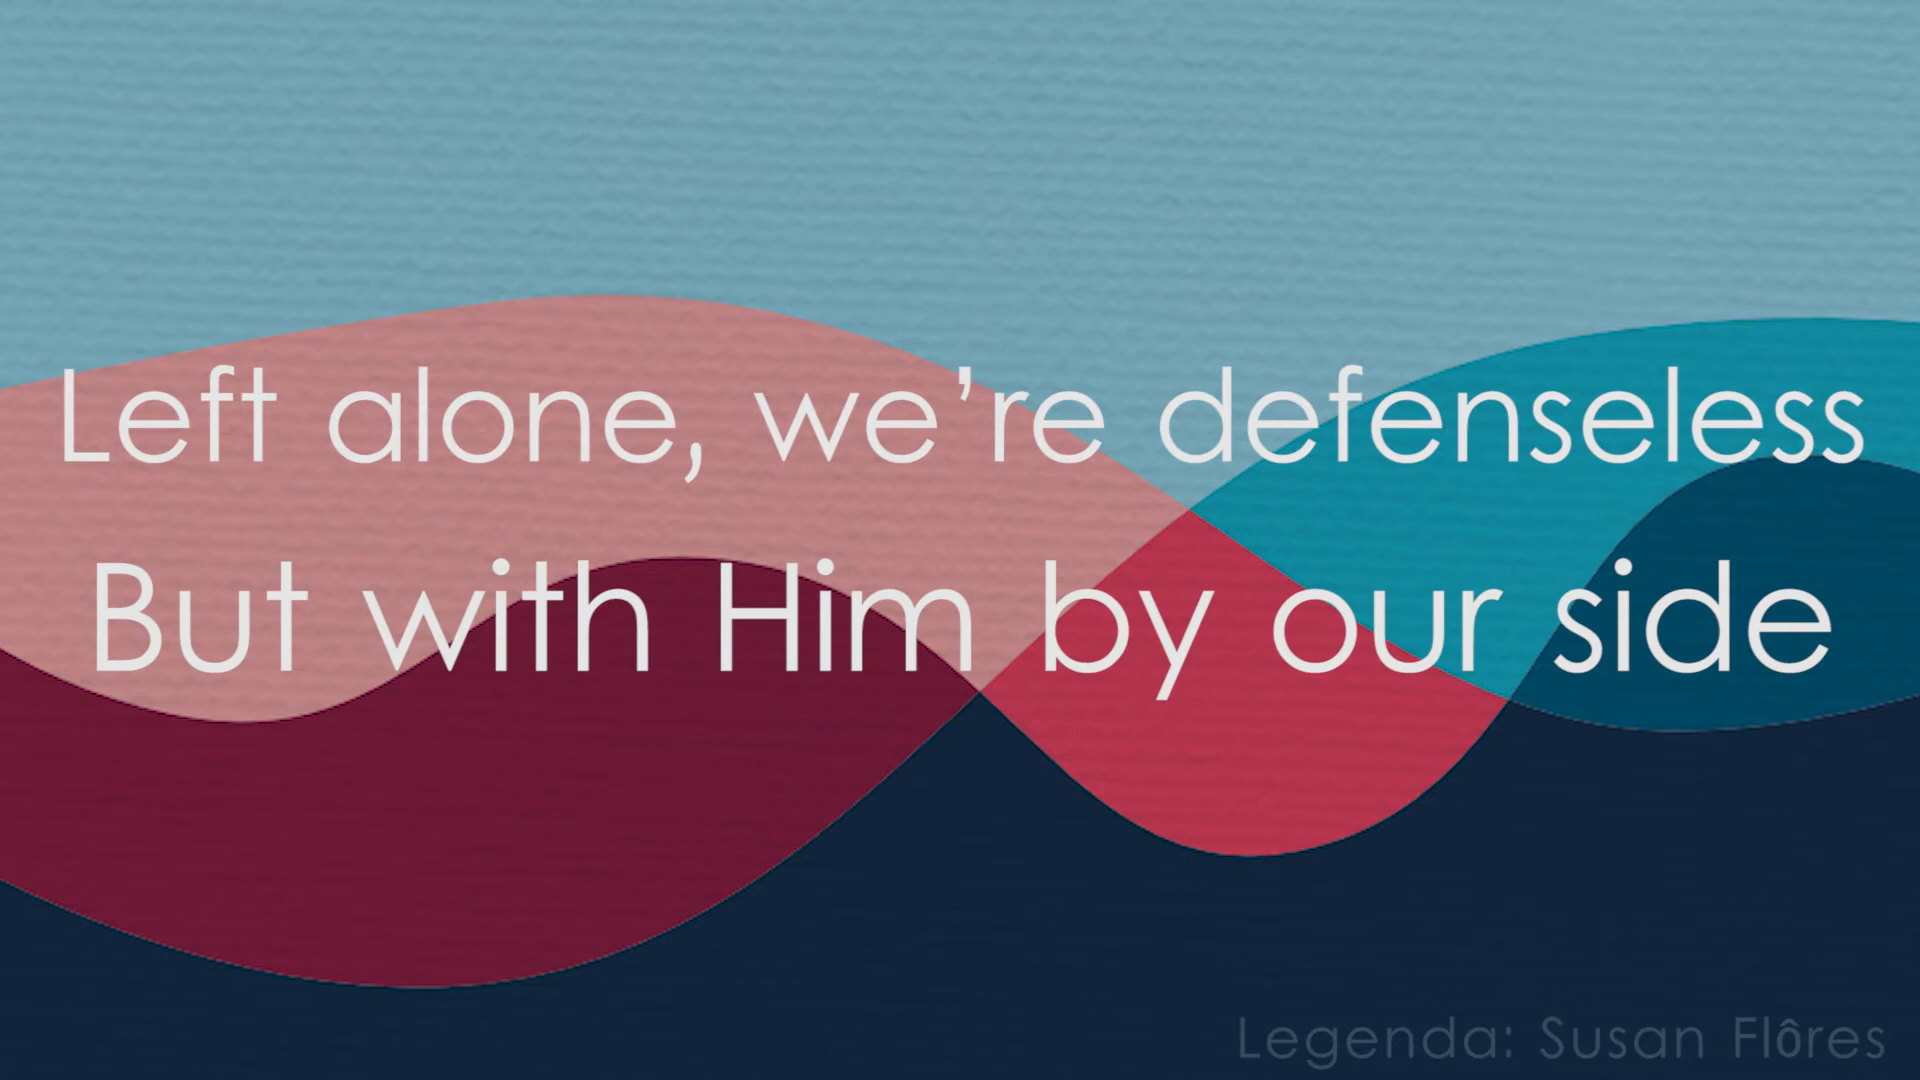 Left alone, we’re defenseless
But with Him by our side
Legenda: Susan Flôres